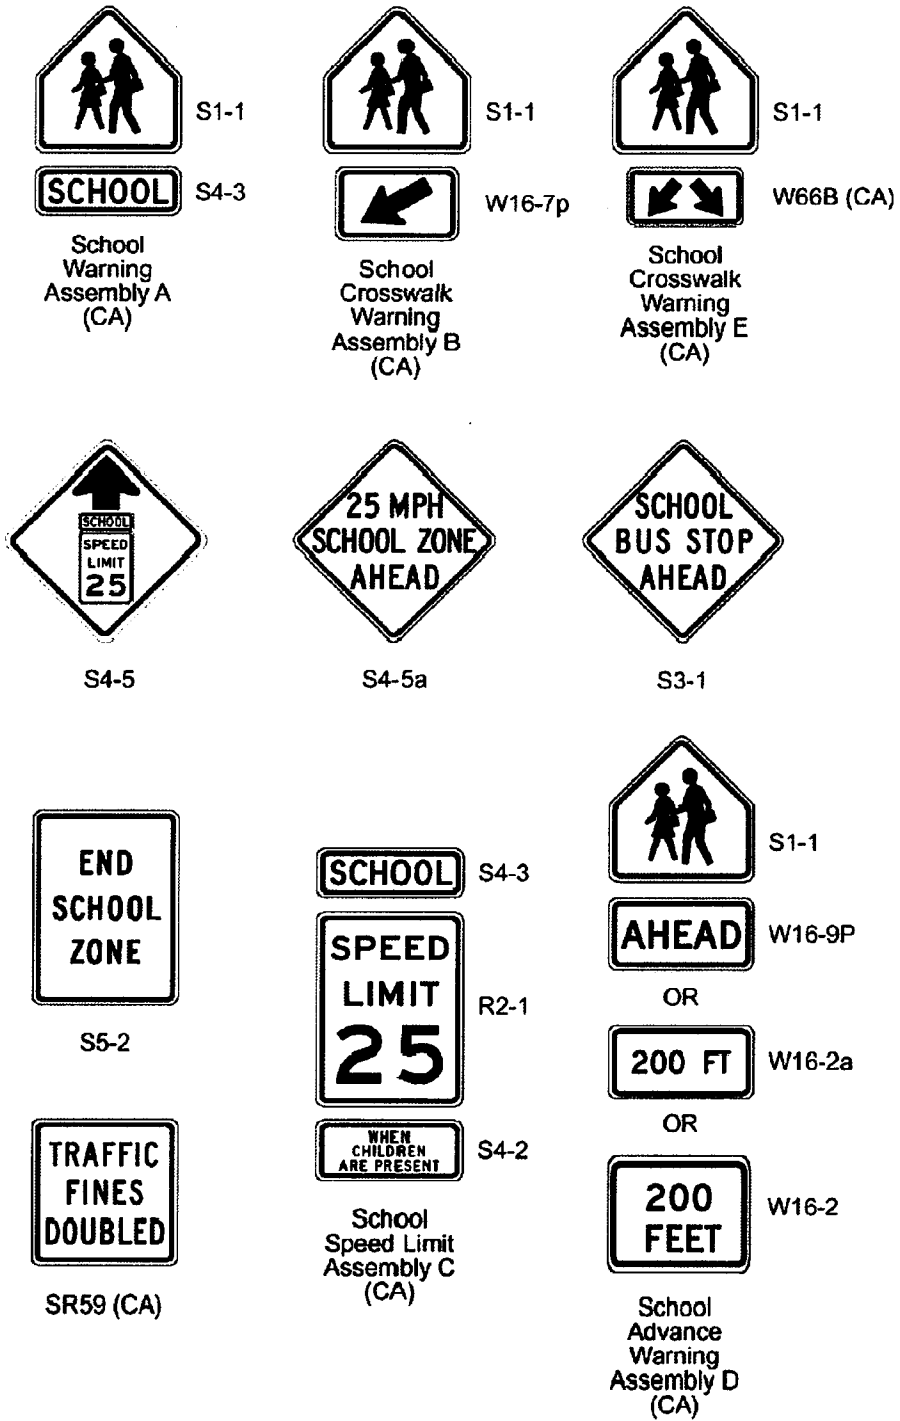 S1-1
SCHOOL
S4-3
School
Warning
Assembly A
(CA)
S1-1
W16-7p
School
Crosswalk
Warning
Assembly B
(CA)
S1-1
W66B (CA)
School
Crosswalk
Warning
Assembly E
(CA)
SCHOOL
SPEED
LIMIT
25
S4-5
25 MPH
SCHOOL ZONE
AHEAD
S4-5a
SCHOOL
BUS STOP
AHEAD
S3-1
END
SCHOOL
ZONE
S5-2
TRAFFIC
FINES
DOUBLED
SR59 (CA)
SCHOOL
S4-3
SPEED
LIMIT
25
R2-1
WHEN
CHILDREN
ARE PRESENT
S4-2
School
Speed Limit
Assembly C
(CA)
S1-1
AHEAD
W16-9P
OR
200 FT
W16-2a
OR
200
FEET
W16-2
School
Advance
Warning
Assembly D
(CA)